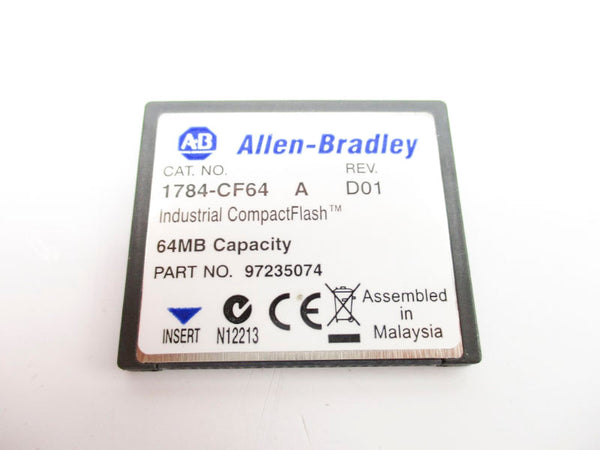 A-B Allen-Bradley
CAT. NO. REV.
1784-CF64 A D01
Industrial CompactFlash™
64MB Capacity
PART NO. 97235074
INSERT N12213 CE Assembled in Malaysia